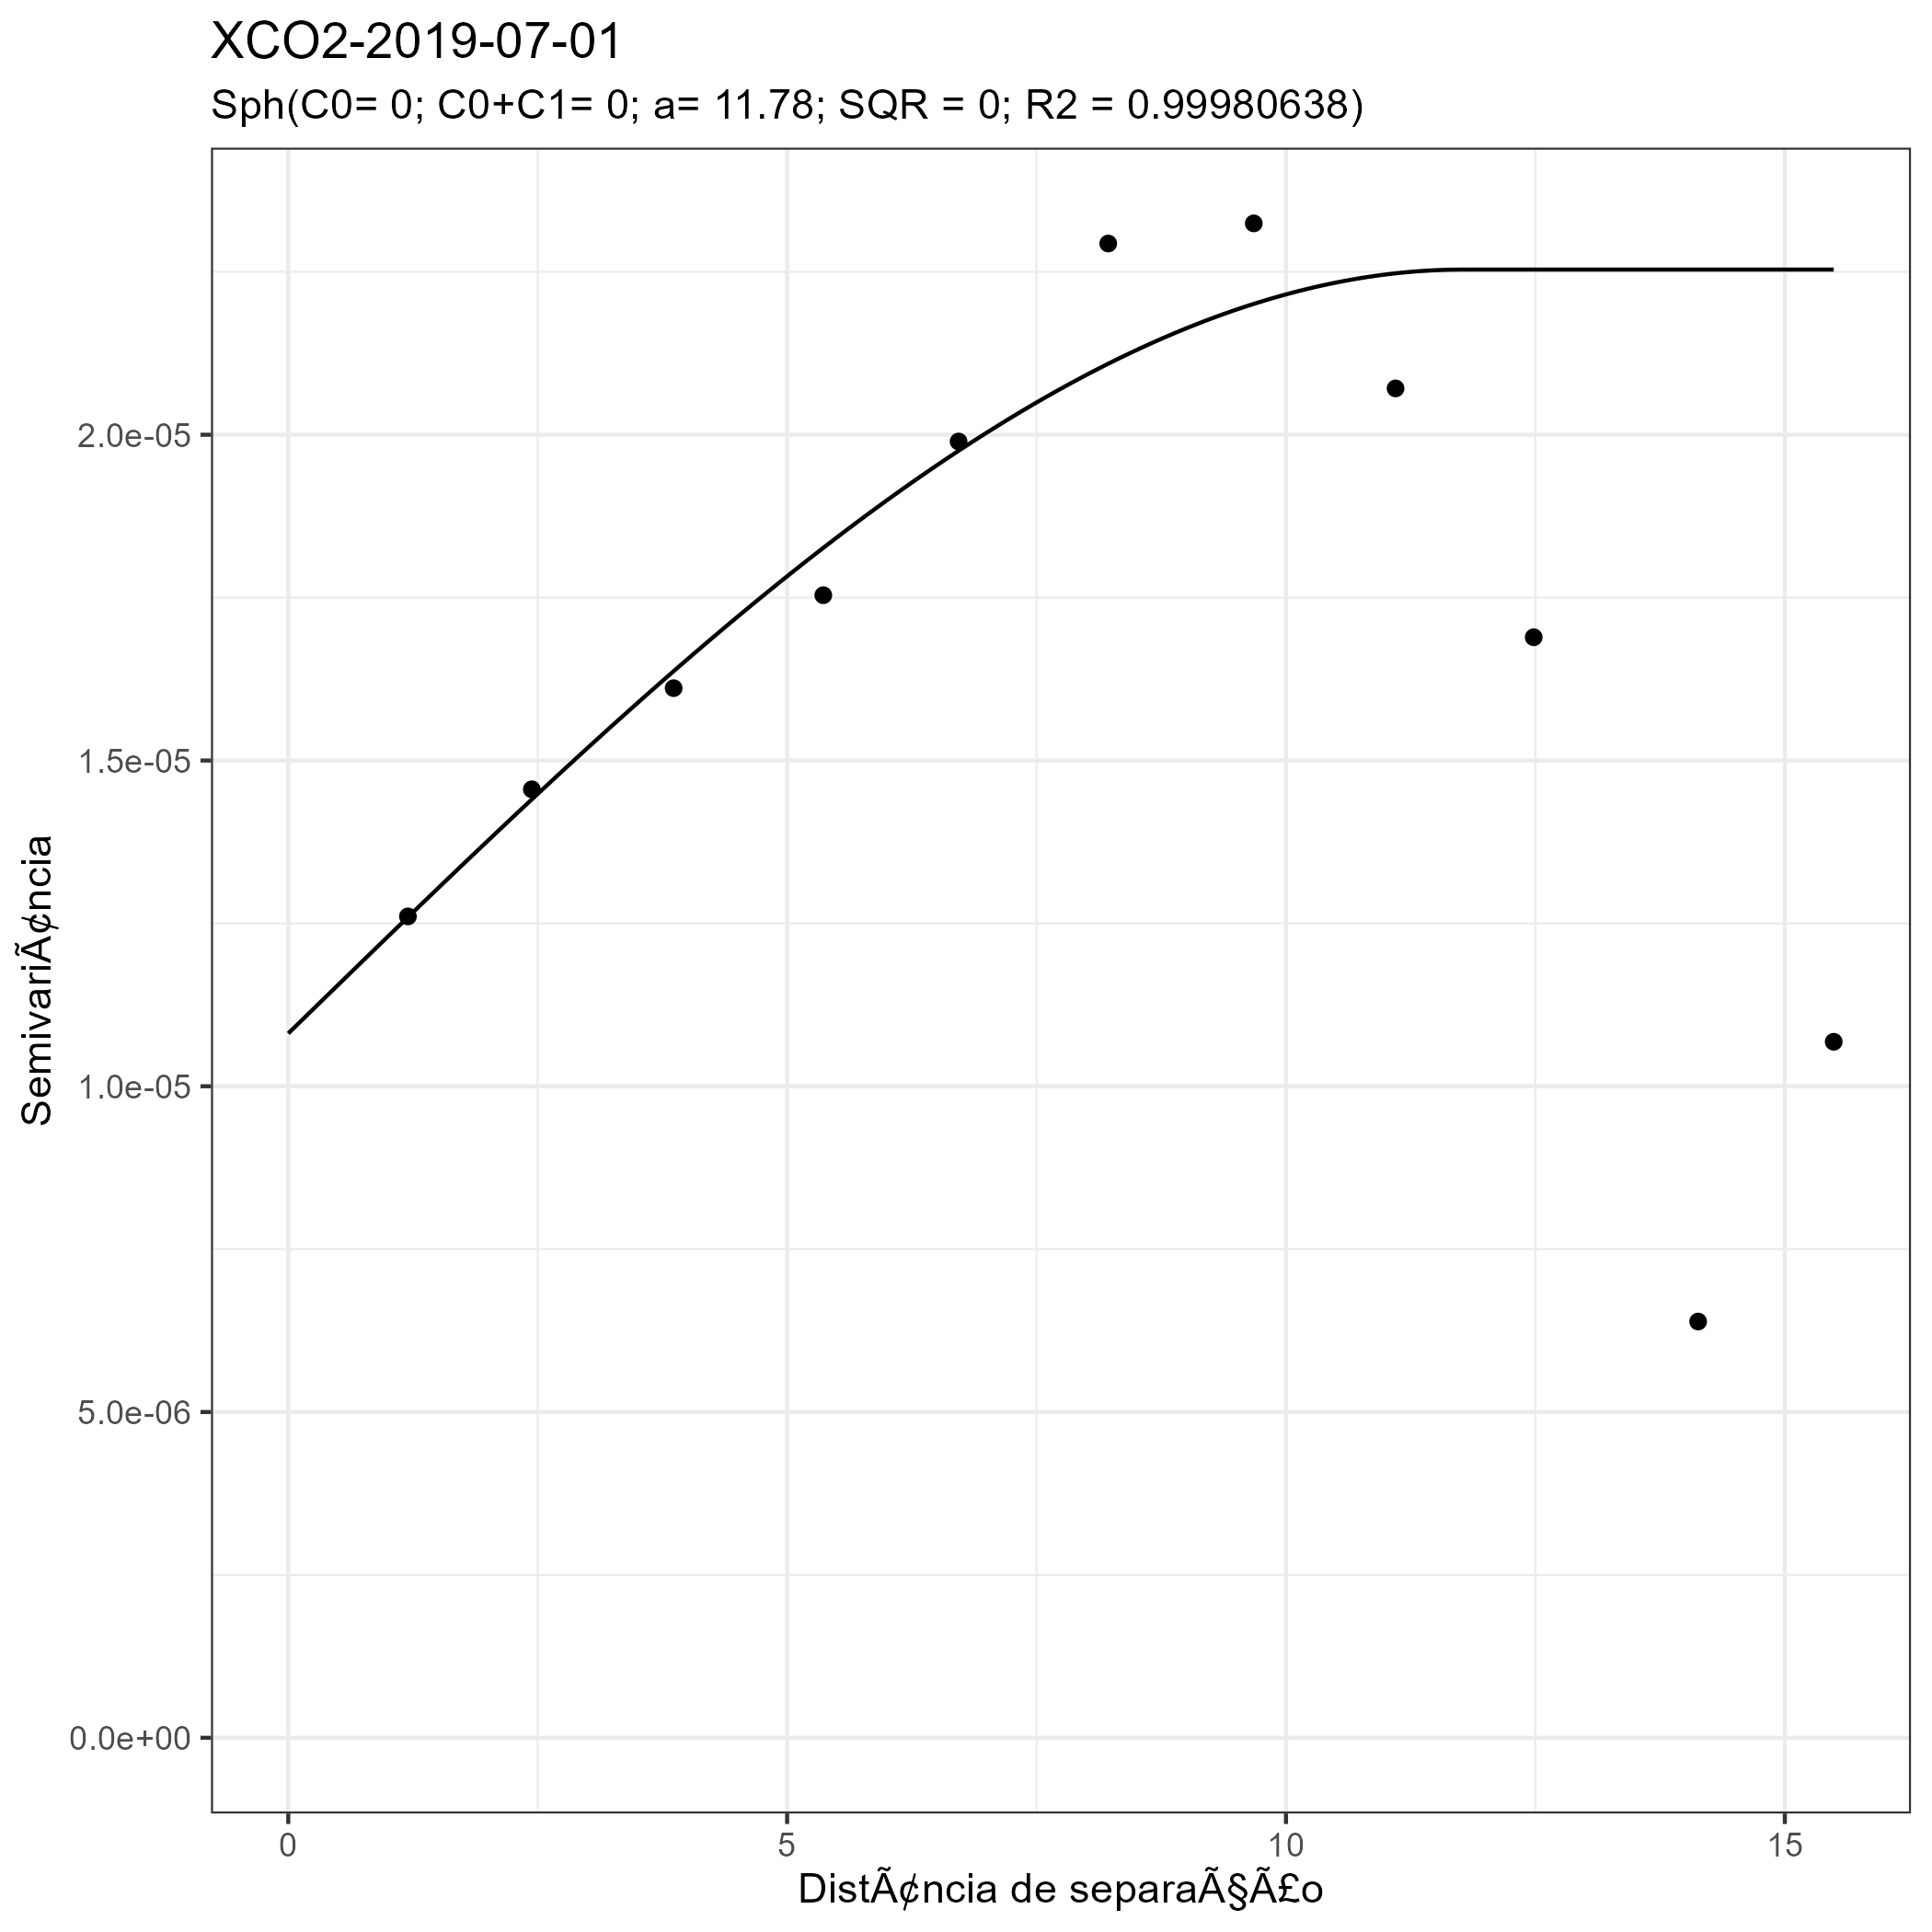 XCO2-2019-07-01
Sph(C0= 0; C0+C1= 0; a= 11.78; SQR = 0; R2 = 0.99980638)
SemivariÃ¢ncia
2.0e-05
1.5e-05
1.0e-05
5.0e-06
0.0e+00
0 5 10 15
DistÃ¢ncia de separaÃ§Ã£o